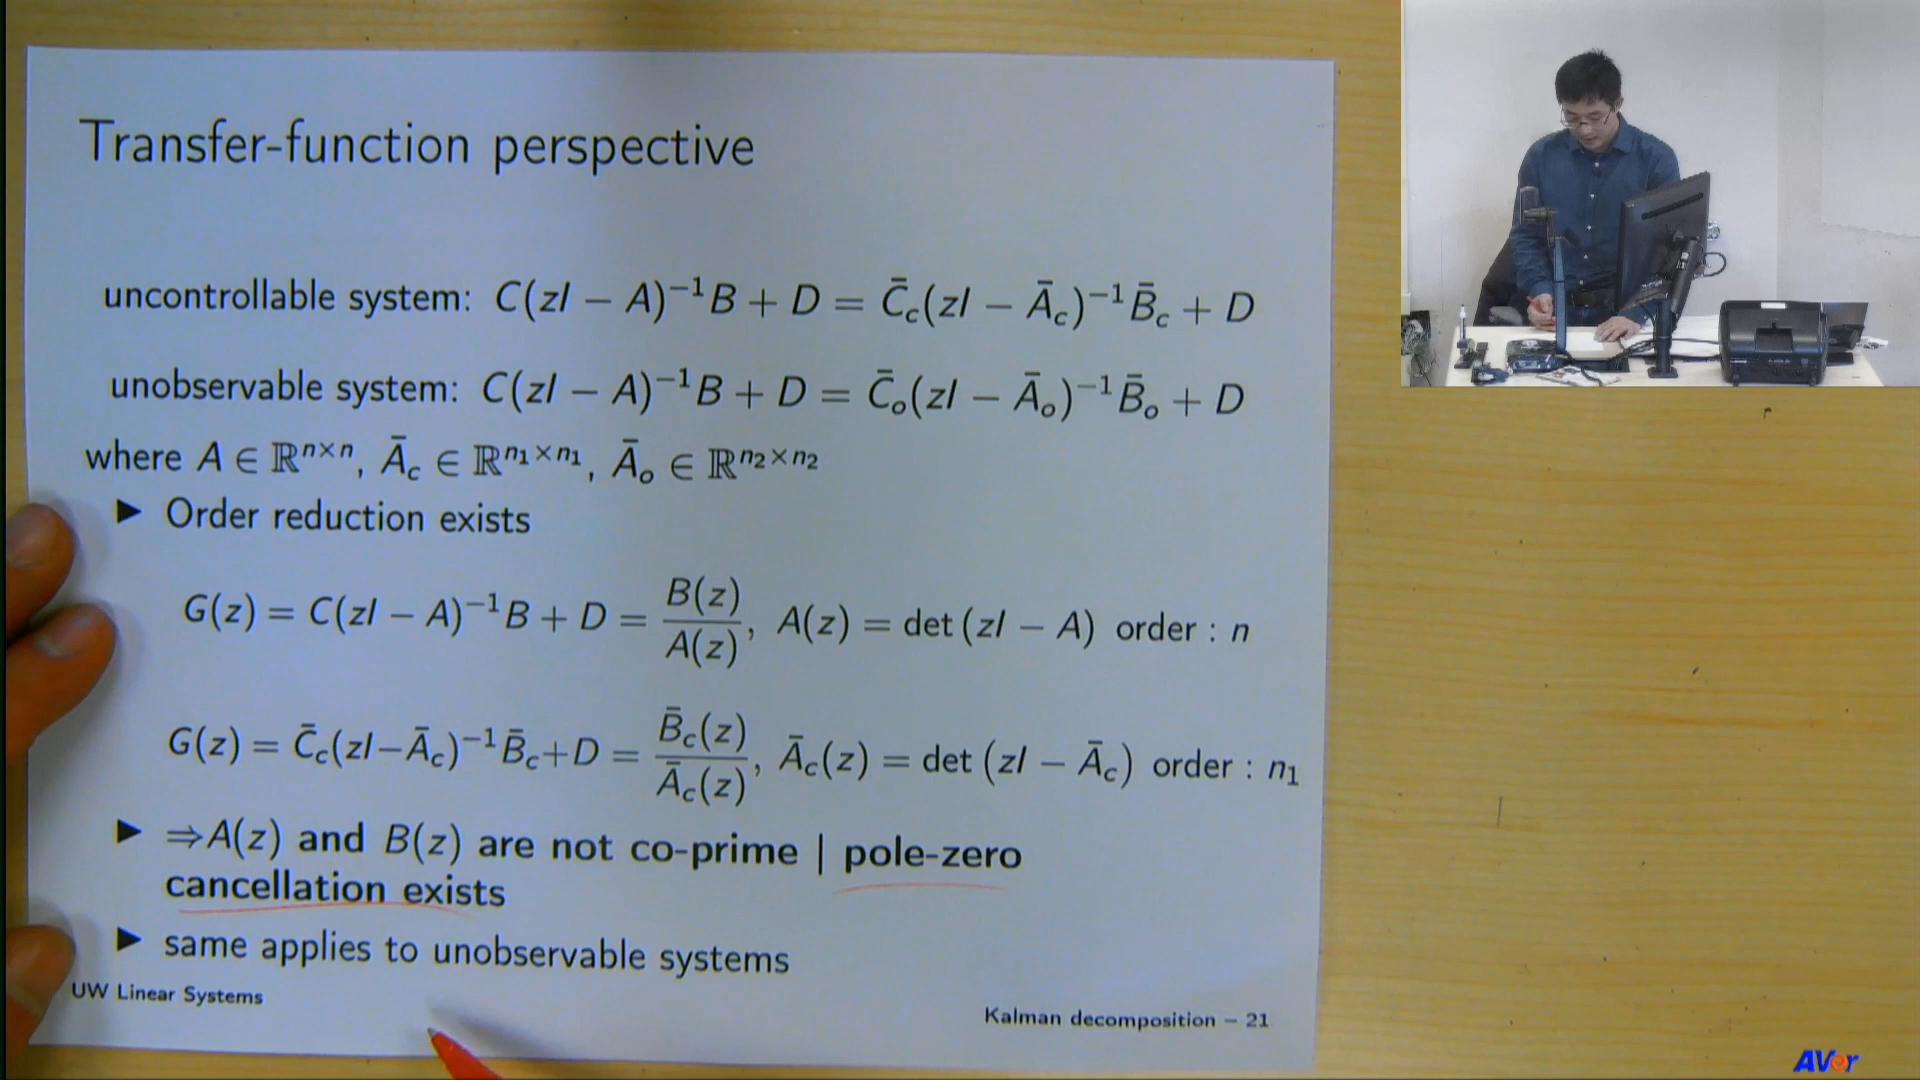 Transfer-function perspective
uncontrollable system: C(zI − A)⁻¹B + D = C̄c(zI − Āc)⁻¹B̄c + D
unobservable system: C(zI − A)⁻¹B + D = C̄o(zI − Āo)⁻¹B̄o + D
where A ∈ ℝⁿˣⁿ, Āc ∈ ℝⁿ¹ˣⁿ¹, Āo ∈ ℝⁿ²ˣⁿ²
▶ Order reduction exists
G(z) = C(zI − A)⁻¹B + D = B(z)/A(z), A(z) = det (zI − A) order : n
G(z) = C̄c(zI−Āc)⁻¹B̄c+D = B̄c(z)/Āc(z), Āc(z) = det (zI − Āc) order : n₁
▶ ⇒A(z) and B(z) are not co-prime | pole-zero
cancellation exists
▶ same applies to unobservable systems
UW Linear Systems
Kalman decomposition – 21
AVer